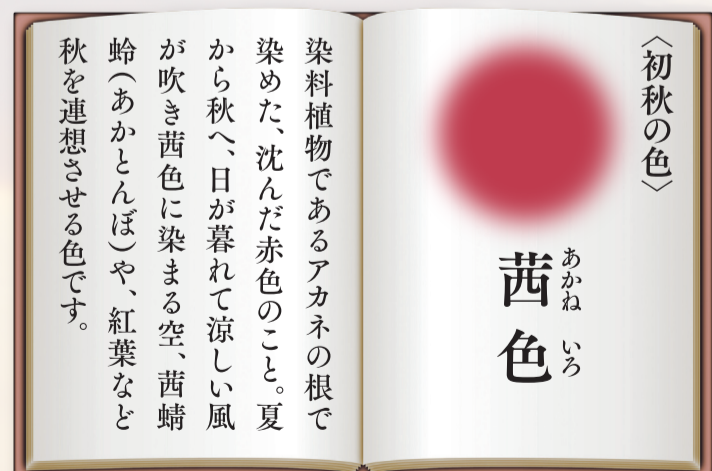 〈初秋の色〉
茜色
あかね いろ
染料植物であるアカネの根で
染めた、沈んだ赤色のこと。夏
から秋へ、日が暮れて涼しい風
が吹き茜色に染まる空、茜蜻
蛉(あかとんぼ)や、紅葉など
秋を連想させる色です。